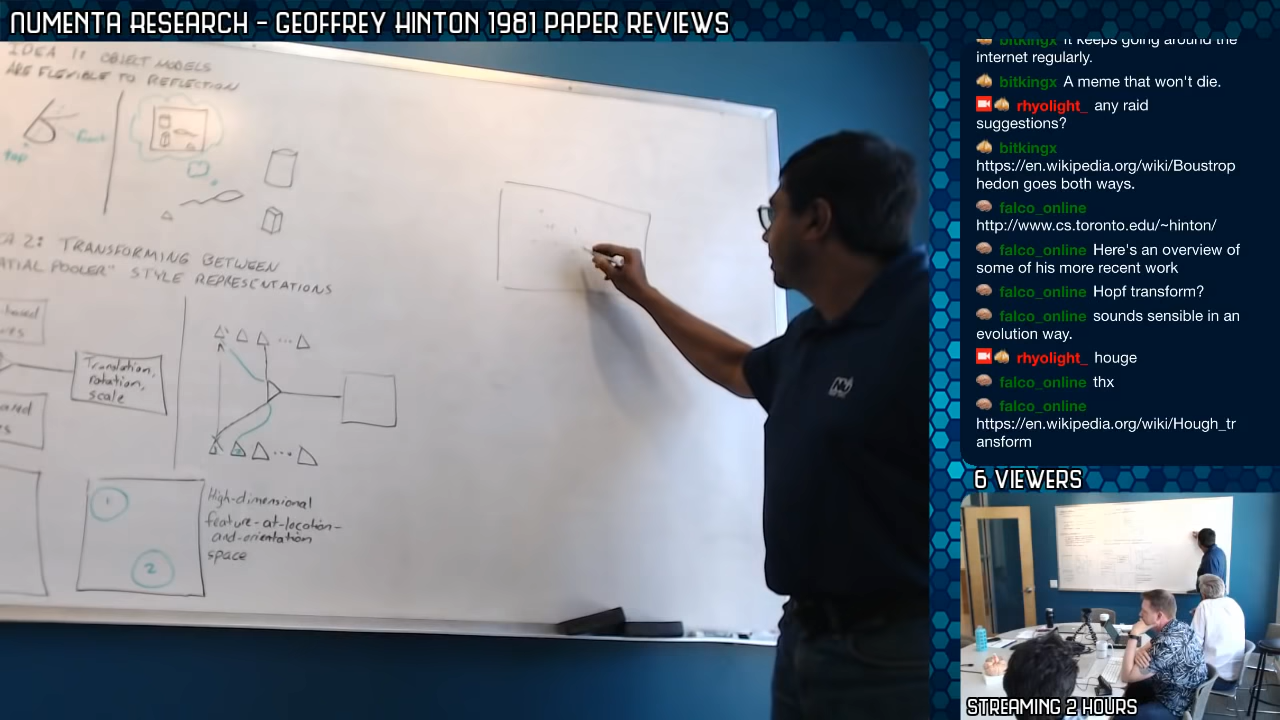 NUMENTA RESEARCH - GEOFFREY HINTON 1981 PAPER REVIEWS
IDEA 1: OBJECT MODELS
ARE FLEXIBLE TO REFLECTION
top
front
2: TRANSFORMING BETWEEN
POOLER" STYLE REPRESENTATIONS
based
Translation,
rotation,
scale
1
2
High-dimensional
feature-at-location-
and-orientation
space
bitkingx It keeps going around the
internet regularly.
bitkingx A meme that won't die.
rhyolight_ any raid
suggestions?
bitkingx
https://en.wikipedia.org/wiki/Boustrop
hedon goes both ways.
falco_online
http://www.cs.toronto.edu/~hinton/
falco_online Here's an overview of
some of his more recent work
falco_online Hopf transform?
falco_online sounds sensible in an
evolution way.
rhyolight_ houge
falco_online thx
falco_online
https://en.wikipedia.org/wiki/Hough_tr
ansform
6 VIEWERS
STREAMING 2 HOURS